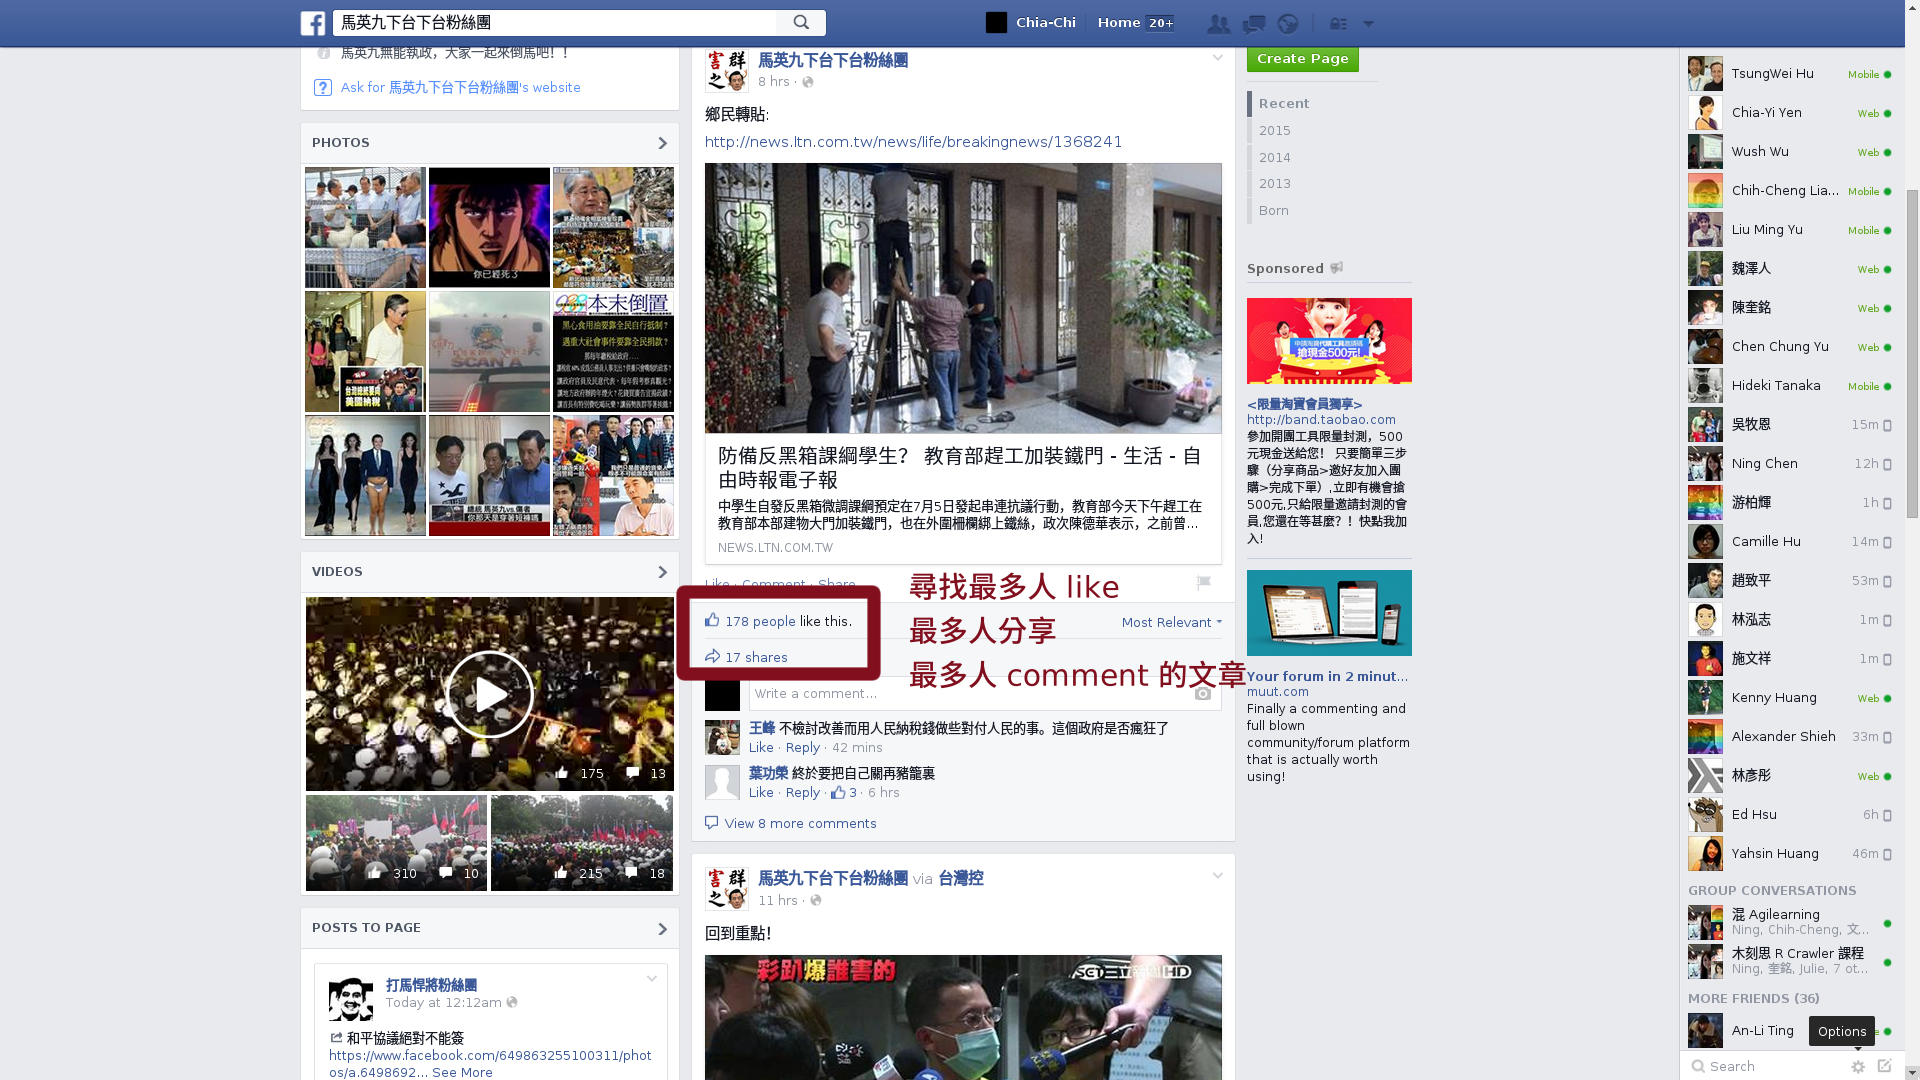 馬英九下台下台粉絲團
Chia-Chi
Home 20+
馬英九無能執政，大家一起來倒馬吧！！
Ask for 馬英九下台下台粉絲團's website
PHOTOS
你已經死了
本末倒置
VIDEOS
175 13
310 10
215 18
POSTS TO PAGE
打馬悍將粉絲團
Today at 12:12am
和平協議絕對不能簽
https://www.facebook.com/649863255100311/phot
os/a.6498692... See More
馬英九下台下台粉絲團
8 hrs ·
鄉民轉貼:
http://news.ltn.com.tw/news/life/breakingnews/1368241
防備反黑箱課綱學生？ 教育部趕工加裝鐵門 - 生活 - 自
由時報電子報
中學生自發反黑箱微調課綱預定在7月5日發起串連抗議行動，教育部今天下午趕工在
教育部本部建物大門加裝鐵門，也在外圍柵欄綁上鐵絲，政次陳德華表示，之前曾...
NEWS.LTN.COM.TW
Like · Comment · Share
178 people like this.
Most Relevant
17 shares
尋找最多人 like
最多人分享
最多人 comment 的文章
Write a comment...
王峰 不檢討改善而用人民納稅錢做些對付人民的事。這個政府是否瘋狂了
Like · Reply · 42 mins
葉功榮 終於要把自己關再豬籠裏
Like · Reply · 3 · 6 hrs
View 8 more comments
馬英九下台下台粉絲團 via 台灣控
11 hrs ·
回到重點！
Create Page
Recent
2015
2014
2013
Born
Sponsored
搶現金500元!
<限量淘寶會員獨享>
http://band.taobao.com
參加開團工具限量封測，500
元現金送給您！ 只要簡單三步
驟（分享商品>邀好友加入團
購>完成下單）,立即有機會搶
500元,只給限量邀請封測的會
員,您還在等甚麼？！快點我加
入!
Your forum in 2 minut...
muut.com
Finally a commenting and
full blown
community/forum platform
that is actually worth
using!
TsungWei Hu Mobile
Chia-Yi Yen Web
Wush Wu Web
Chih-Cheng Lia... Mobile
Liu Ming Yu Mobile
魏澤人 Web
陳奎銘 Web
Chen Chung Yu Web
Hideki Tanaka Mobile
吳牧恩 15m
Ning Chen 12h
游柏輝 1h
Camille Hu 14m
趙致平 53m
林泓志 1m
施文祥 1m
Kenny Huang Web
Alexander Shieh 33m
林彥彤 Web
Ed Hsu 6h
Yahsin Huang 46m
GROUP CONVERSATIONS
混 Agilearning
Ning, Chih-Cheng, 文...
木刻思 R Crawler 課程
Ning, 奎銘, Julie, 7 ot...
MORE FRIENDS (36)
An-Li Ting
Options
Search